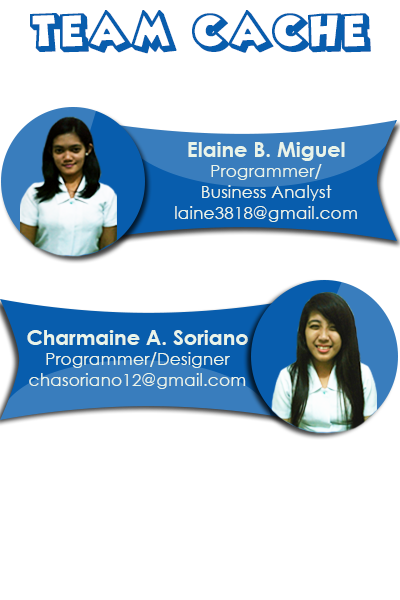 TEAM CACHE
Elaine B. Miguel
Programmer/
Business Analyst
laine3818@gmail.com
Charmaine A. Soriano
Programmer/Designer
chasoriano12@gmail.com